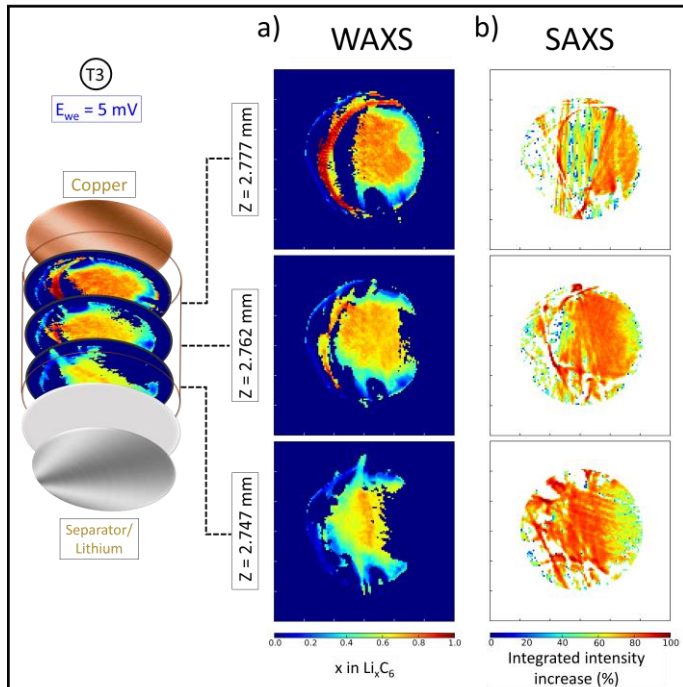 a) WAXS
b) SAXS
T3
E_we = 5 mV
Copper
Z = 2.777 mm
Z = 2.762 mm
Z = 2.747 mm
Separator/
Lithium
0.0 0.2 0.4 0.6 0.8 1.0
x in Li_xC_6
0 20 40 60 80 100
Integrated intensity
increase (%)